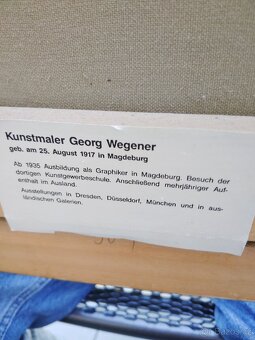 Kunstmaler Georg Wegener
geb. am 25. August 1917 in Magdeburg
Ab 1935 Ausbildung als Graphiker in Magdeburg. Besuch der
dortigen Kunstgewerbeschule. Anschließend mehrjähriger Auf-
enthalt im Ausland.
Ausstellungen in Dresden, Düsseldorf, München und in aus-
ländischen Galerien.